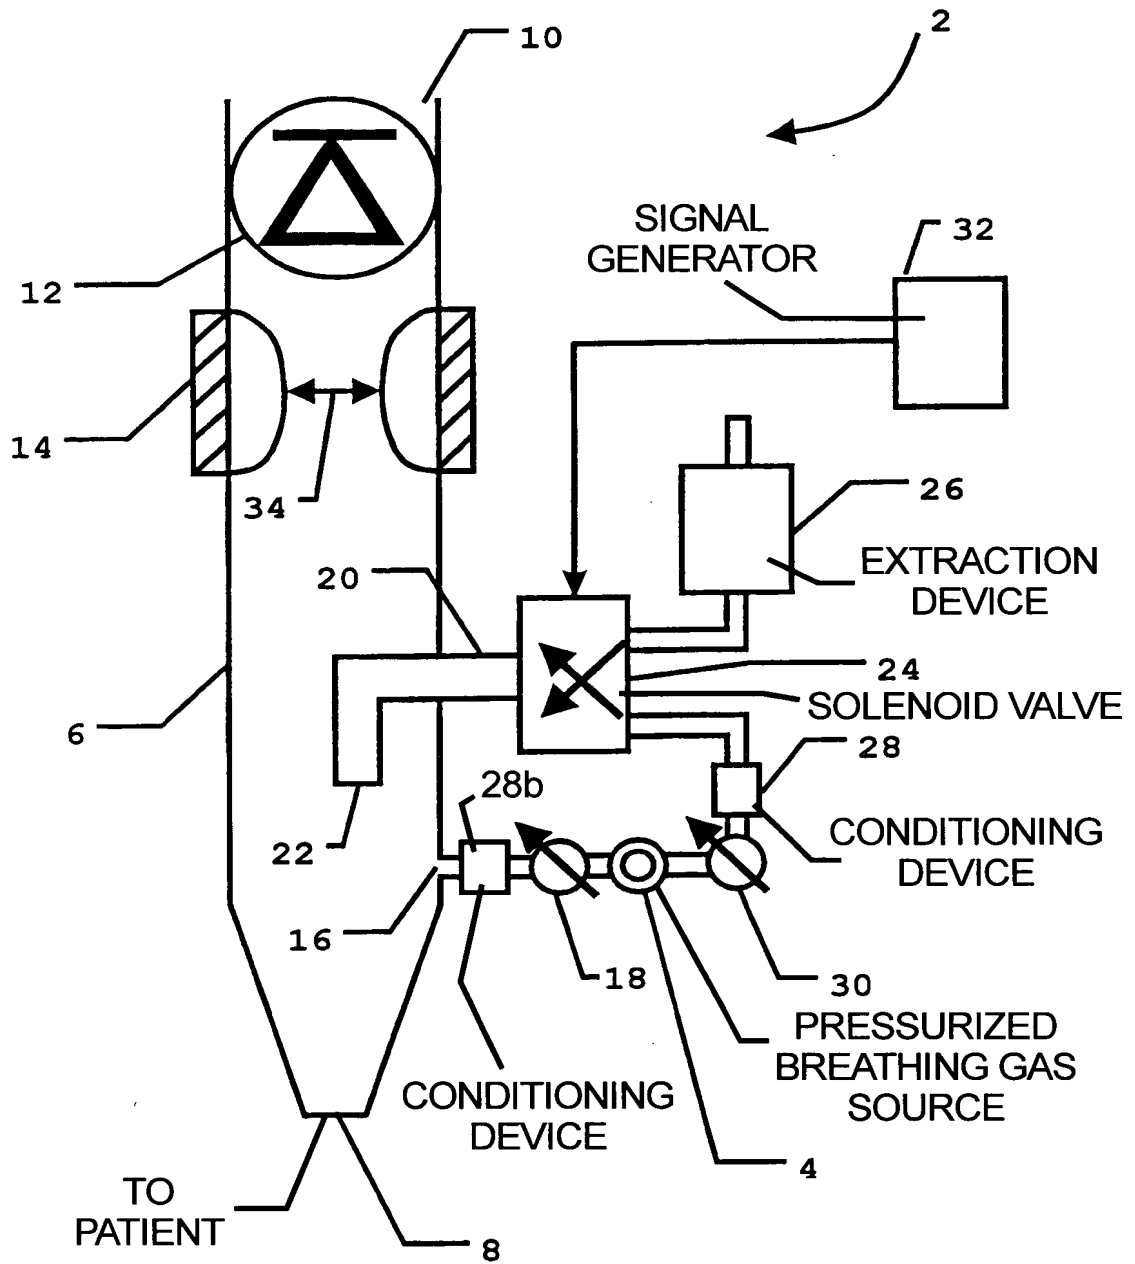 2
10
SIGNAL
GENERATOR
32
12
14
34
26
EXTRACTION
DEVICE
20
24
SOLENOID VALVE
6
28
28b
CONDITIONING
DEVICE
22
16
18
30
PRESSURIZED
BREATHING GAS
SOURCE
CONDITIONING
DEVICE
4
TO
PATIENT
8